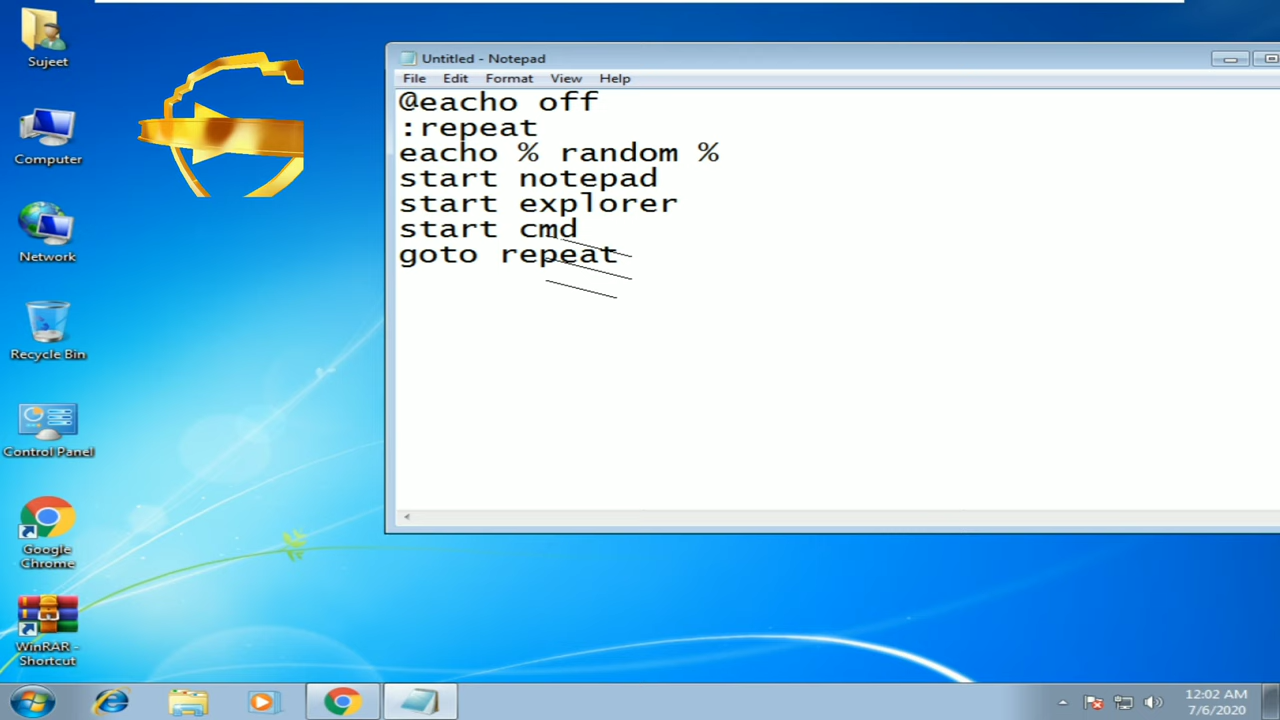 Sujeet
Computer
Network
Recycle Bin
Control Panel
Google
Chrome
WinRAR -
Shortcut
Untitled - Notepad
File Edit Format View Help
@eacho off
:repeat
eacho % random %
start notepad
start explorer
start cmd
goto repeat
12:02 AM
7/6/2020